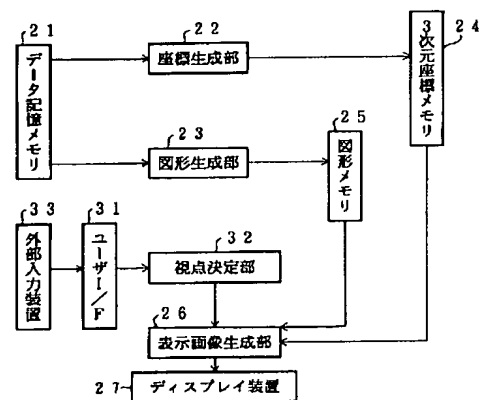 21
データ記憶メモリ
22
座標生成部
3次元座標メモリ
24
23
図形生成部
25
図形メモリ
33
外部入力装置
31
ユーザI/F
32
視点決定部
26
表示画像生成部
27
ディスプレイ装置